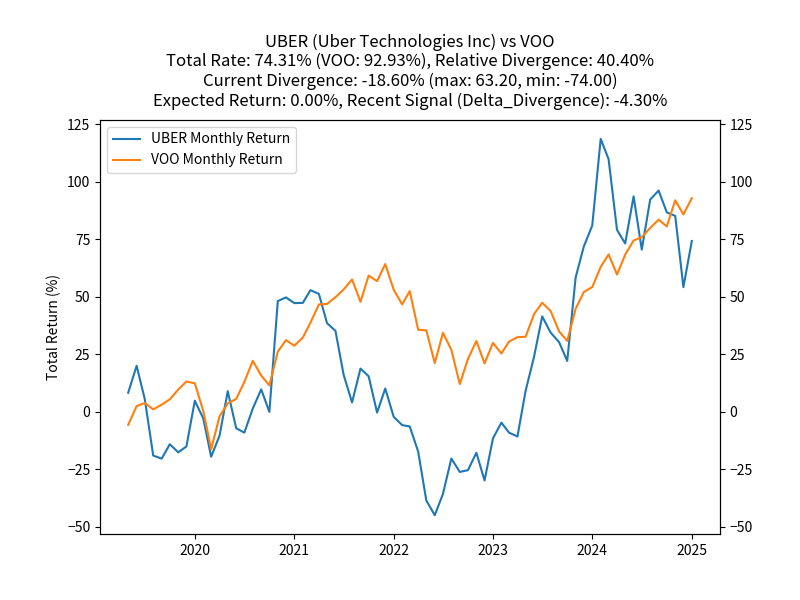 UBER (Uber Technologies Inc) vs VOO
Total Rate: 74.31% (VOO: 92.93%), Relative Divergence: 40.40%
Current Divergence: -18.60% (max: 63.20, min: -74.00)
Expected Return: 0.00%, Recent Signal (Delta_Divergence): -4.30%
UBER Monthly Return
VOO Monthly Return
125 125
100 100
75 75
50 50
25 25
0 0
−25 −25
−50 −50
Total Return (%)
2020 2021 2022 2023 2024 2025